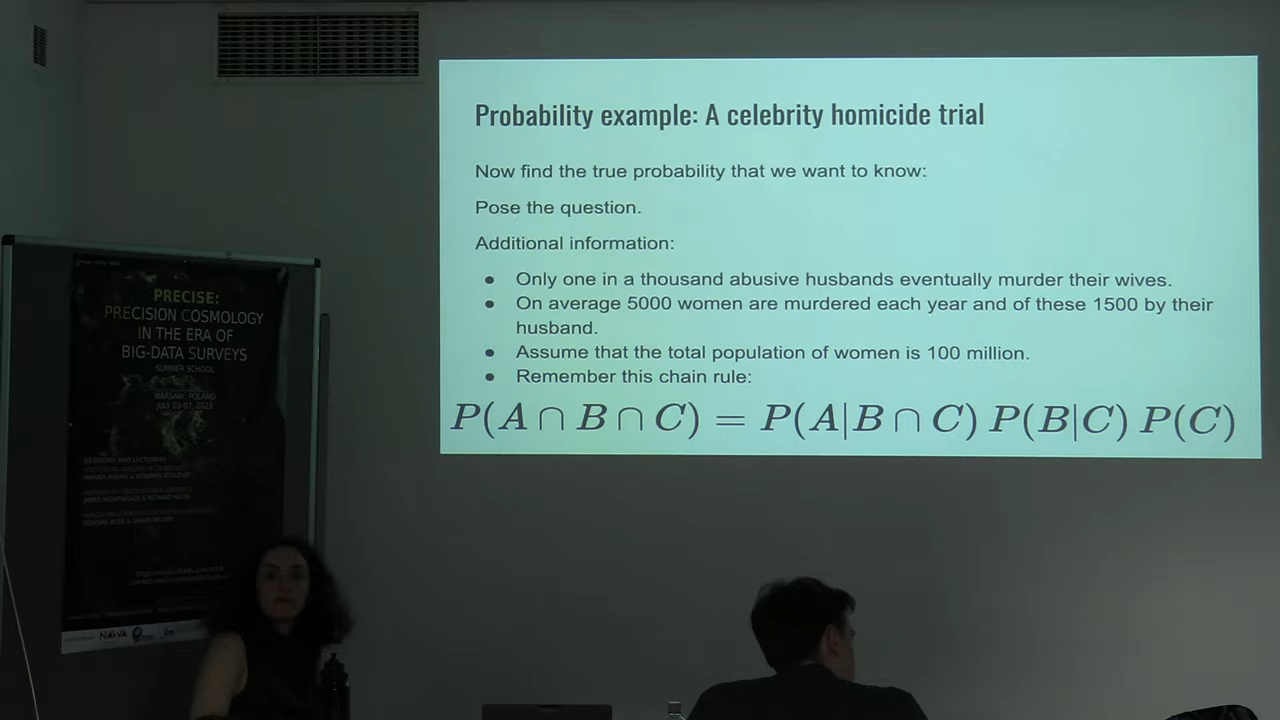 Probability example: A celebrity homicide trial
Now find the true probability that we want to know:
Pose the question.
Additional information:
● Only one in a thousand abusive husbands eventually murder their wives.
● On average 5000 women are murdered each year and of these 1500 by their
husband.
● Assume that the total population of women is 100 million.
● Remember this chain rule:
P(A ∩ B ∩ C) = P(A|B ∩ C) P(B|C) P(C)
PRECISE:
PRECISION COSMOLOGY
IN THE ERA OF
BIG-DATA SURVEYS
SUMMER SCHOOL
WARSAW, POLAND
JULY 03-07, 2023
NAWA